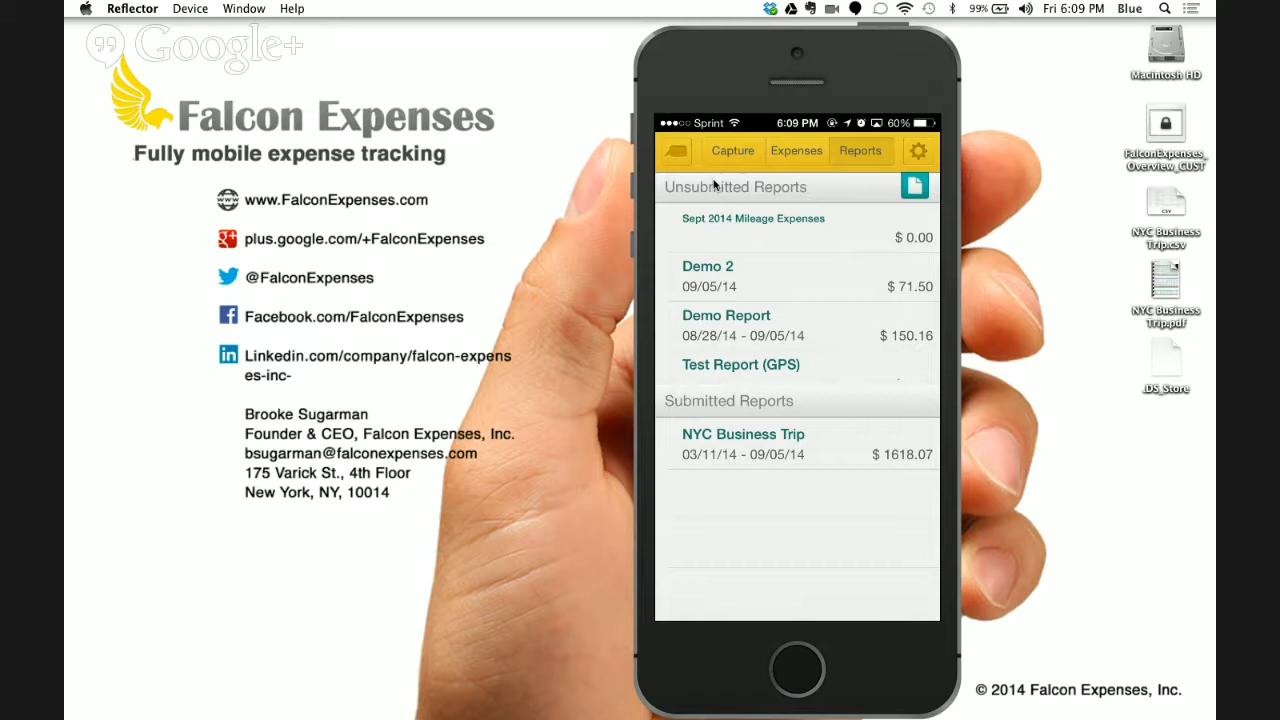 Reflector Device Window Help
99% Fri 6:09 PM Blue
Google+
Falcon Expenses
Fully mobile expense tracking
www.FalconExpenses.com
plus.google.com/+FalconExpenses
@FalconExpenses
Facebook.com/FalconExpenses
Linkedin.com/company/falcon-expens
es-inc-
Brooke Sugarman
Founder & CEO, Falcon Expenses, Inc.
bsugarman@falconexpenses.com
175 Varick St., 4th Floor
New York, NY, 10014
Sprint 6:09 PM 60%
Capture Expenses Reports
Unsubmitted Reports
Sept 2014 Mileage Expenses
$ 0.00
Demo 2
09/05/14 $ 71.50
Demo Report
08/28/14 - 09/05/14 $ 150.16
Test Report (GPS)
Submitted Reports
NYC Business Trip
03/11/14 - 09/05/14 $ 1618.07
Macintosh HD
FalconExpenses_
Overview_CUST
CSV
NYC Business
Trip.csv
NYC Business
Trip.pdf
.DS_Store
© 2014 Falcon Expenses, Inc.